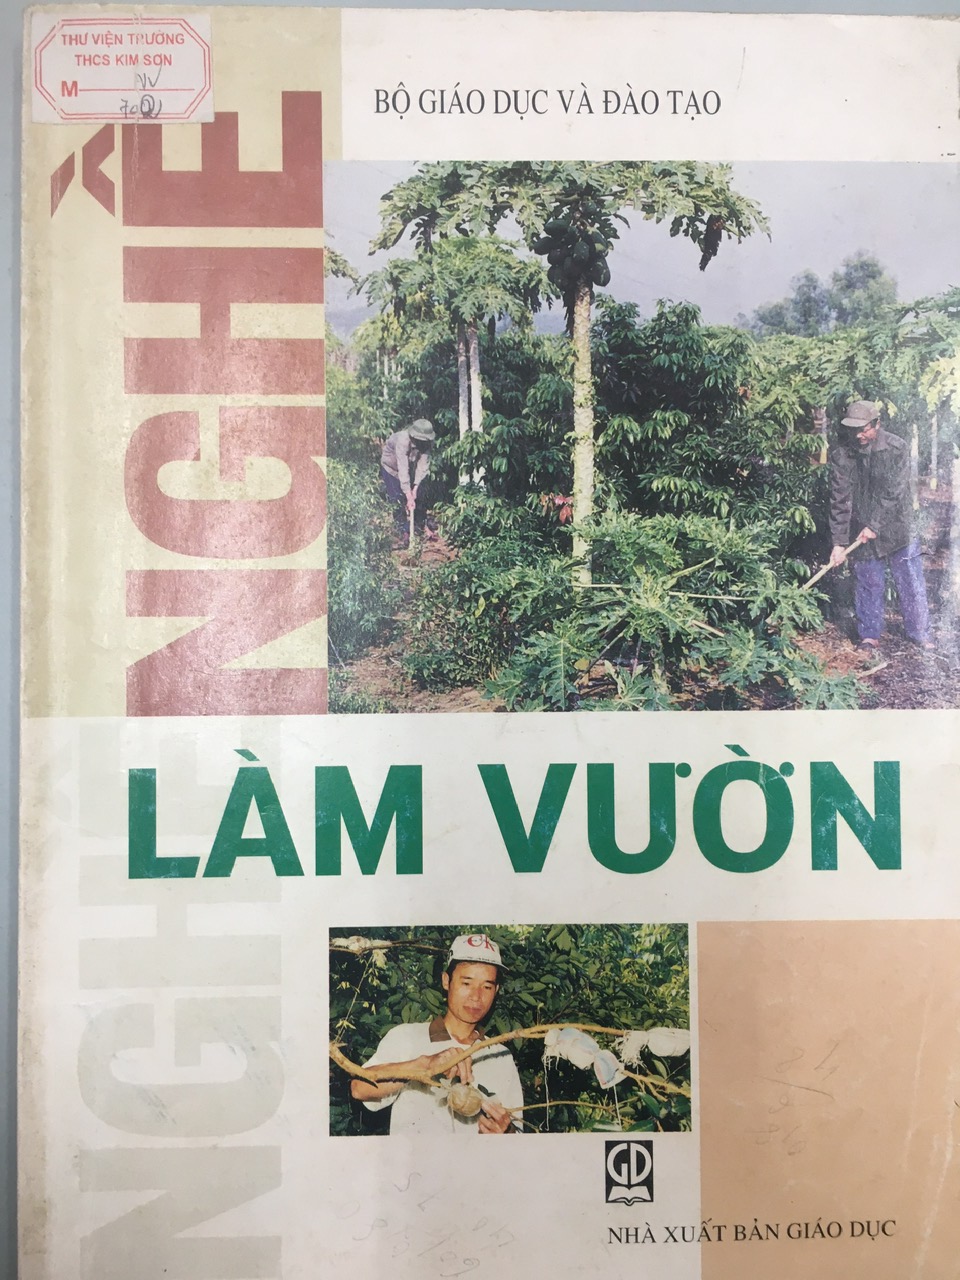 THƯ VIỆN TRƯỜNG
THCS KIM SƠN
M
BỘ GIÁO DỤC VÀ ĐÀO TẠO
NGHỀ
LÀM VƯỜN
NGHỀ
GD
NHÀ XUẤT BẢN GIÁO DỤC